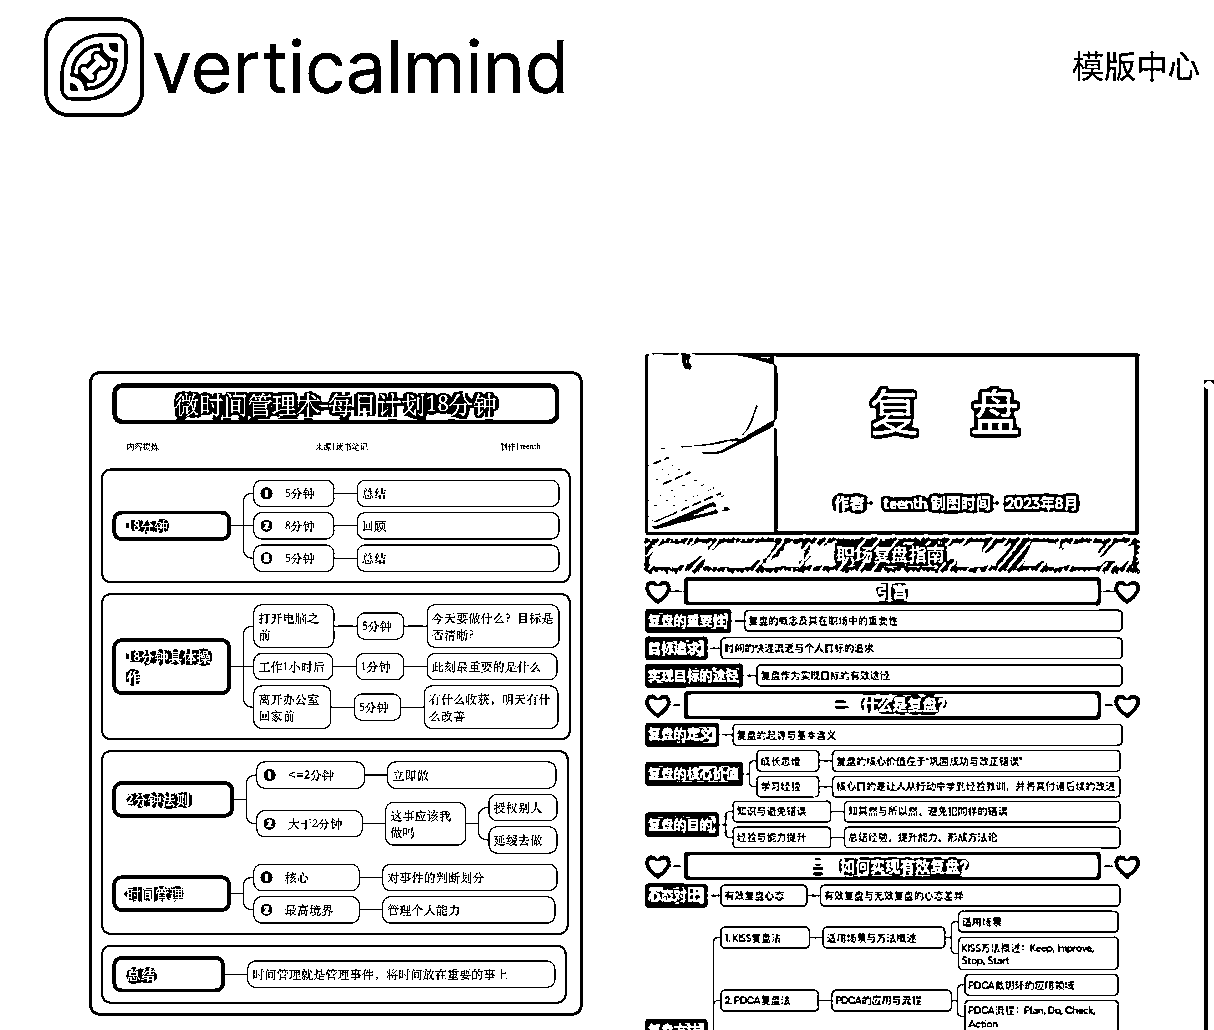 verticalmind
模版中心
微时间管理术-每日计划18分钟
内容提炼
来源|读书笔记
制作|teenth
18分钟
1 5分钟
总结
2 8分钟
回顾
3 5分钟
总结
18分钟具体操
作
打开电脑之
前
5分钟
今天要做什么？目标是
否清晰？
工作1小时后
1分钟
此刻最重要的是什么
离开办公室
回家前
5分钟
有什么收获，明天有什
么改善
2分钟法则
1 <=2分钟
立即做
2 大于2分钟
这事应该我
做吗
授权别人
延缓去做
时间管理
1 核心
对事件的判断划分
2 最高境界
管理个人能力
总结
时间管理就是管理事件，将时间放在重要的事上
复 盘
作者· teenth 制图时间· 2023年8月
职场复盘指南
引言
复盘的重要性
复盘的概念及其在职场中的重要性
目标追求
时间的快速流逝与个人目标的追求
实现目标的途径
复盘作为实现目标的有效途径
二 什么是复盘？
复盘的定义
复盘的起源与基本含义
复盘的核心价值
成长思维
复盘的核心价值在于“巩固成功与改正错误”
学习经验
核心目的是让人从行动中学到经验教训，并将其付诸后续的改进
复盘的目的
知识与避免错误
知其然与所以然、避免犯同样的错误
经验与能力提升
总结经验，提升能力、形成方法论
三 如何实现有效复盘？
心态对比
有效复盘心态
有效复盘与无效复盘的心态差异
1. KISS复盘法
适用场景与方法概述
适用场景
KISS方法概述：Keep, Improve,
Stop, Start
2. PDCA复盘法
PDCA的应用与流程
PDCA做闭环的应用领域
PDCA流程：Plan, Do, Check,
Action